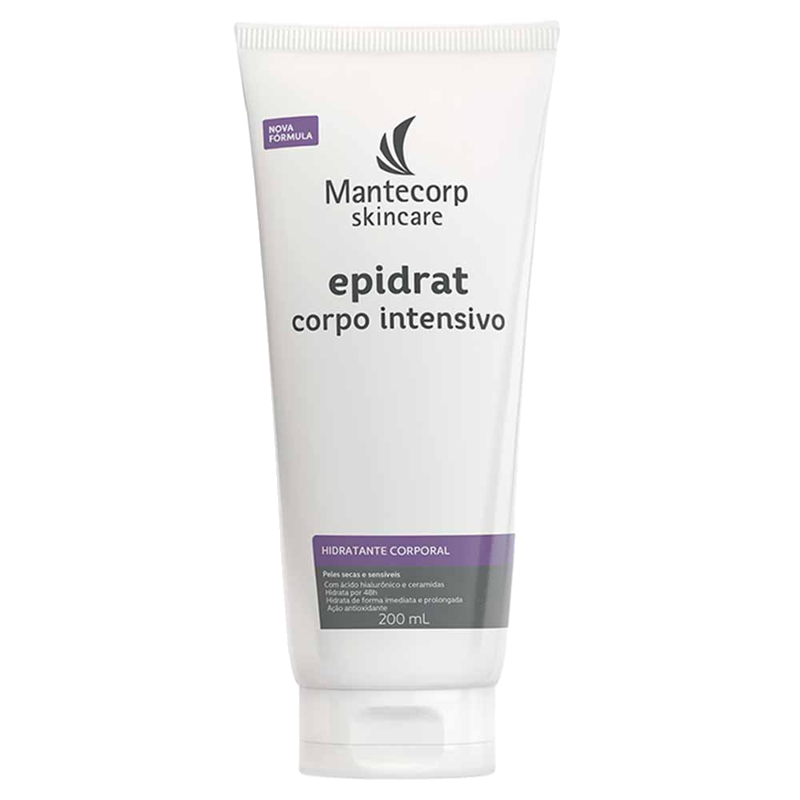 NOVA
FÓRMULA
Mantecorp
skincare
epidrat
corpo intensivo
HIDRATANTE CORPORAL
Peles secas e sensíveis
Com ácido hialurônico e ceramidas
Hidrata por 48h
Hidrata de forma imediata e prolongada
Ação antioxidante
200 mL